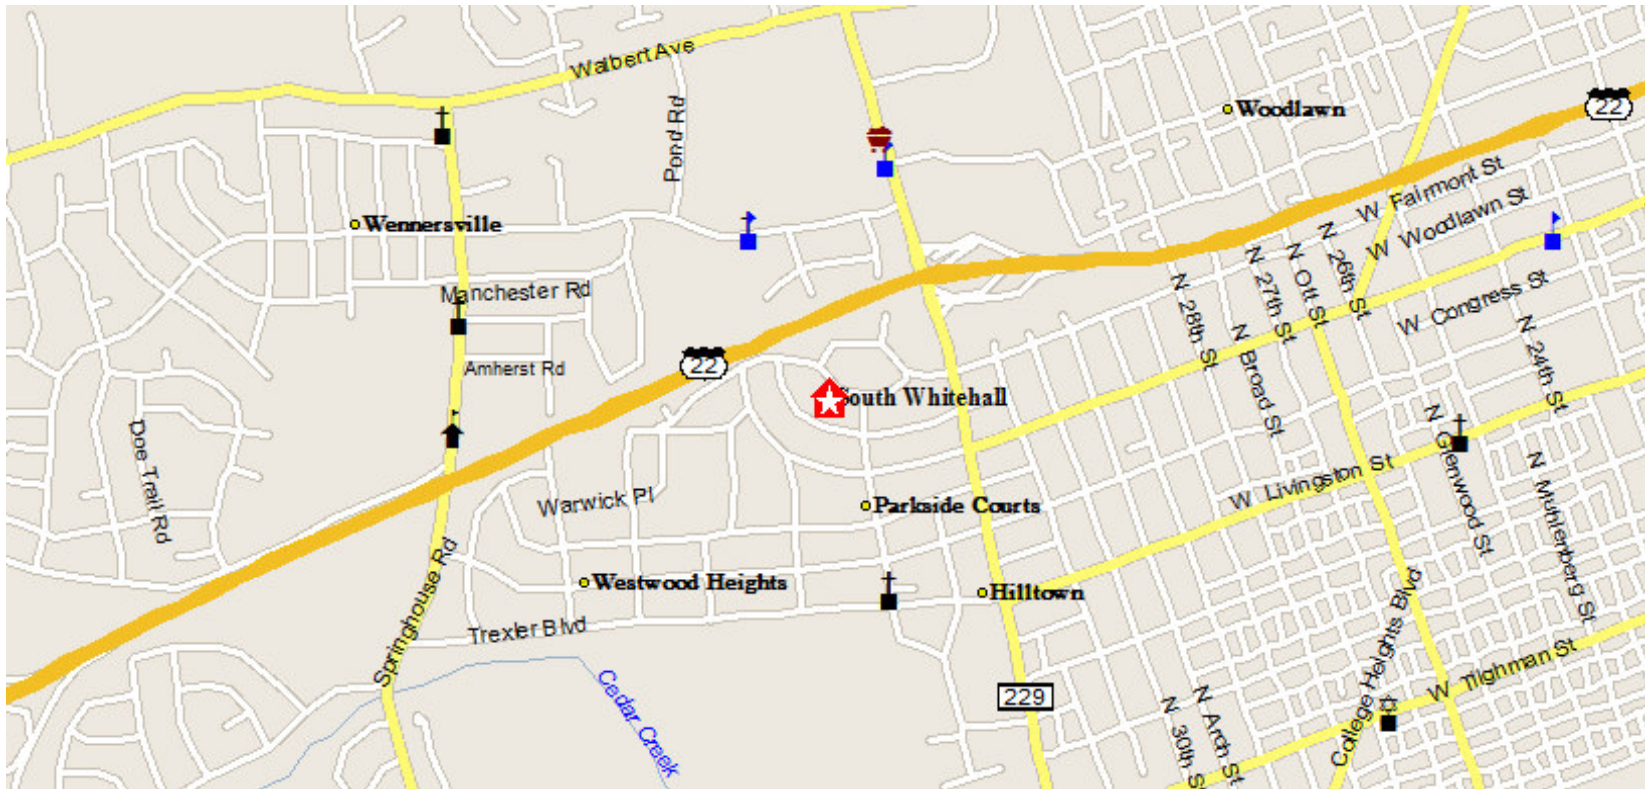 Walbert Ave
Pond Rd
Woodlawn
22
W Fairmont St
W Woodlawn St
Wennersville
N 26th St
N Ott St
N 27th St
N 28th St
Manchester Rd
W Congress St
N 24th St
N Broad St
22
Amherst Rd
South Whitehall
Doe Trail Rd
N Glenwood St
N Muhlenberg St
W Livingston St
Warwick Pl
Parkside Courts
Springhouse Rd
Westwood Heights
Hilltown
Trexler Blvd
College Heights Blvd
W Tilghman St
Cedar Creek
229
N Arch St
N 30th St